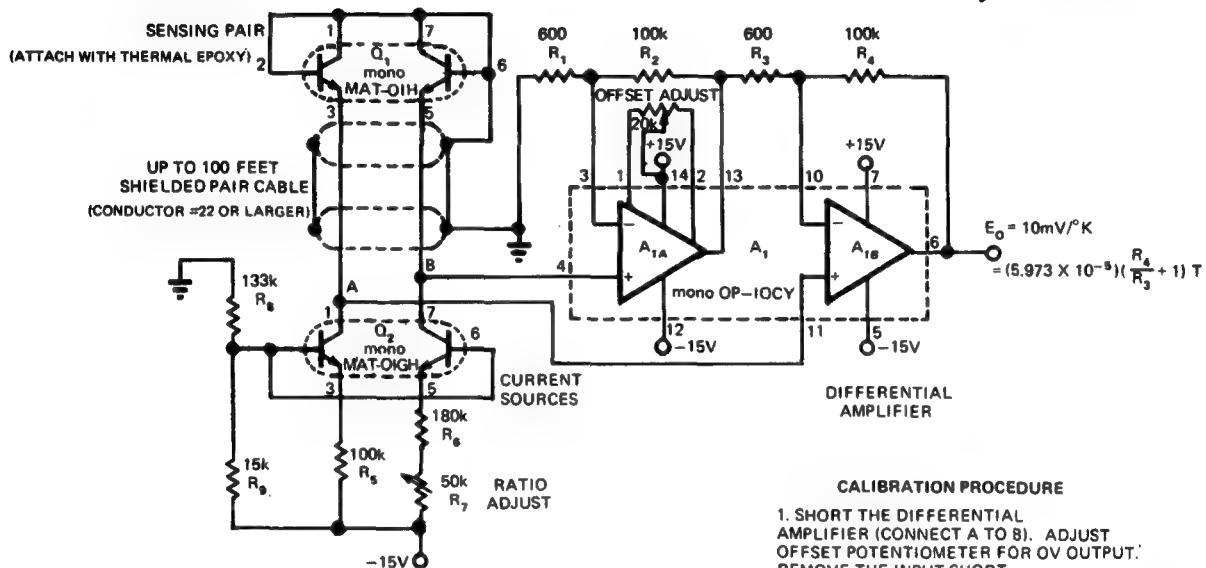 SENSING PAIR
(ATTACH WITH THERMAL EPOXY)
1
7
2
Q1
mono
MAT-01H
6
3
5
UP TO 100 FEET
SHIELDED PAIR CABLE
(CONDUCTOR #22 OR LARGER)
600
R1
100k
R2
600
R3
100k
R4
OFFSET ADJUST
20k
+15V
+15V
3
1
14
2
13
10
7
A1A
A1
A1B
6
4
mono OP-10CY
12
11
5
-15V
-15V
E0 = 10mV/°K
= (5.973 X 10-5)(R4/R3 + 1) T
DIFFERENTIAL
AMPLIFIER
133k
R8
A
B
1
7
Q2
mono
MAT-01GH
6
3
5
CURRENT
SOURCES
180k
R6
15k
R9
100k
R5
50k
R7
RATIO
ADJUST
-15V
CALIBRATION PROCEDURE
1. SHORT THE DIFFERENTIAL
AMPLIFIER (CONNECT A TO B). ADJUST
OFFSET POTENTIOMETER FOR 0V OUTPUT.
REMOVE THE INPUT SHORT